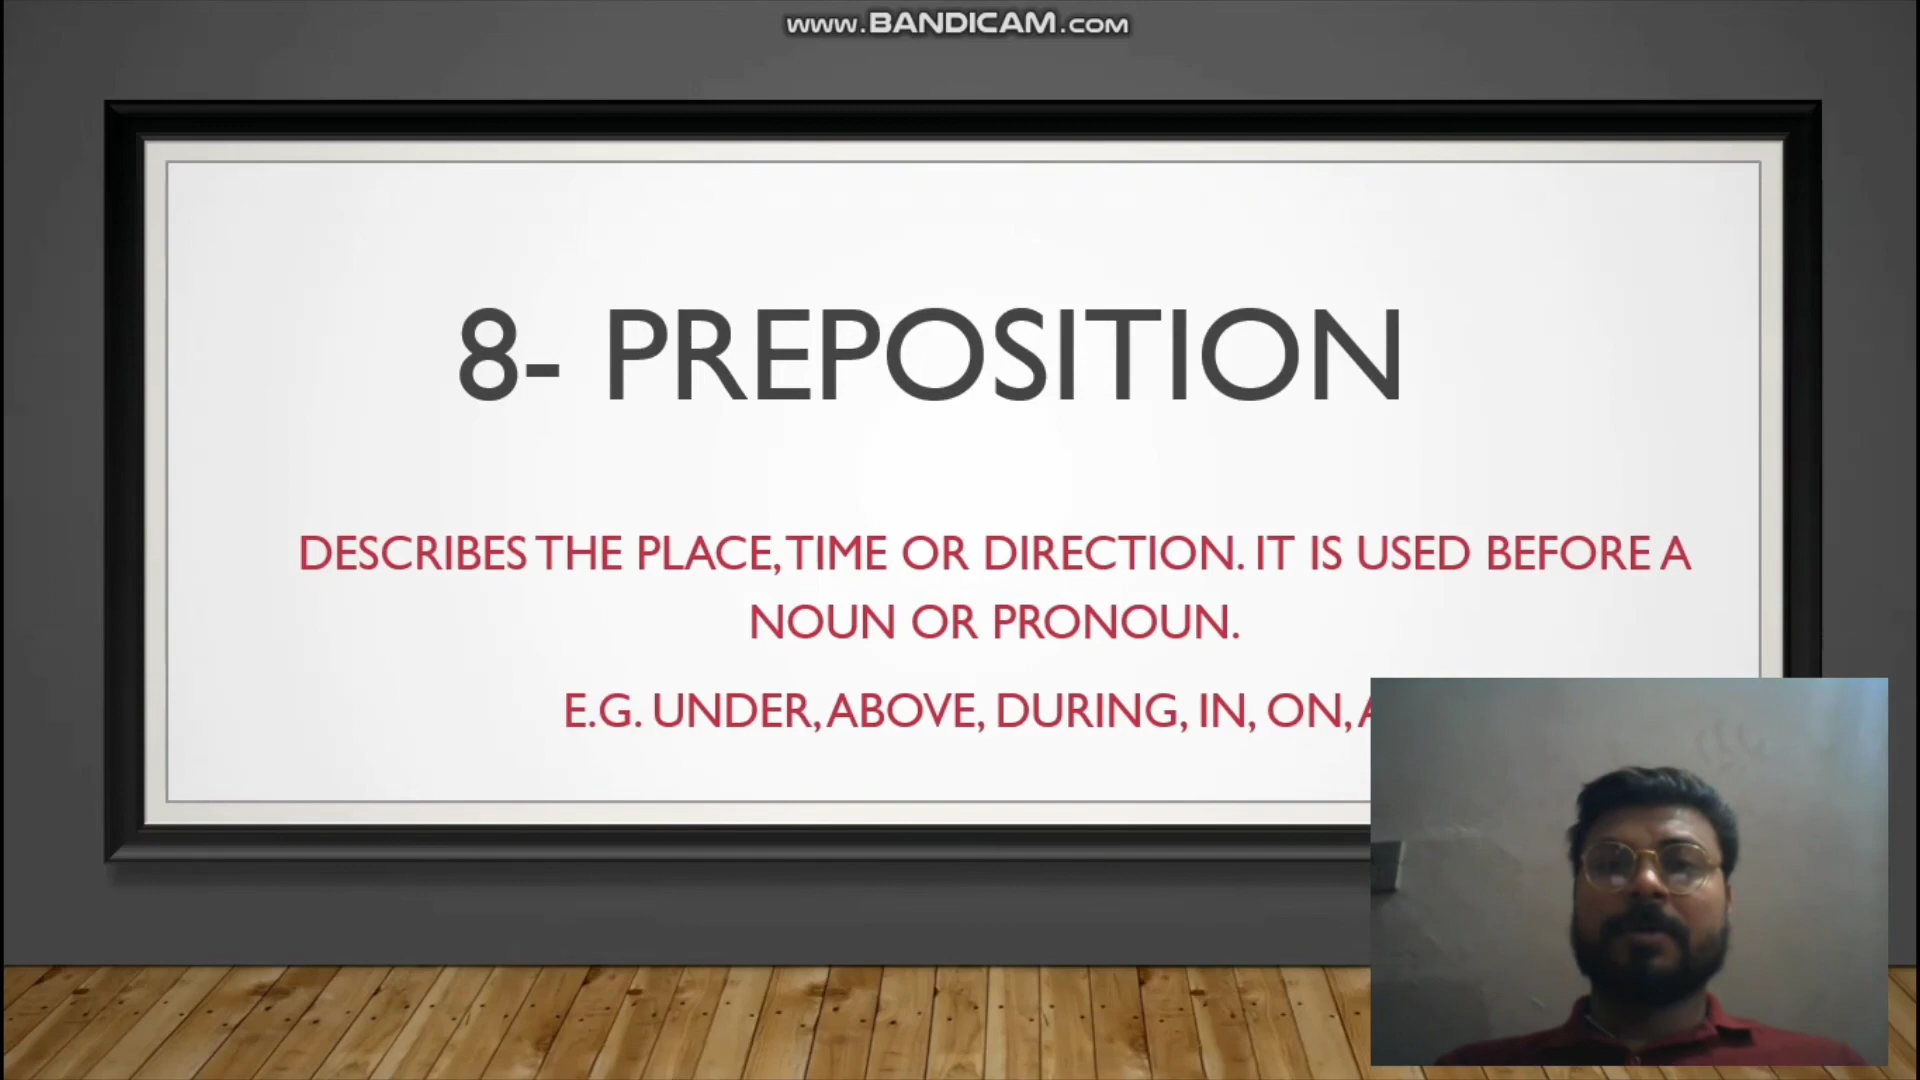 www.BANDICAM.com
8- PREPOSITION
DESCRIBES THE PLACE, TIME OR DIRECTION. IT IS USED BEFORE A
NOUN OR PRONOUN.
E.G. UNDER, ABOVE, DURING, IN, ON,